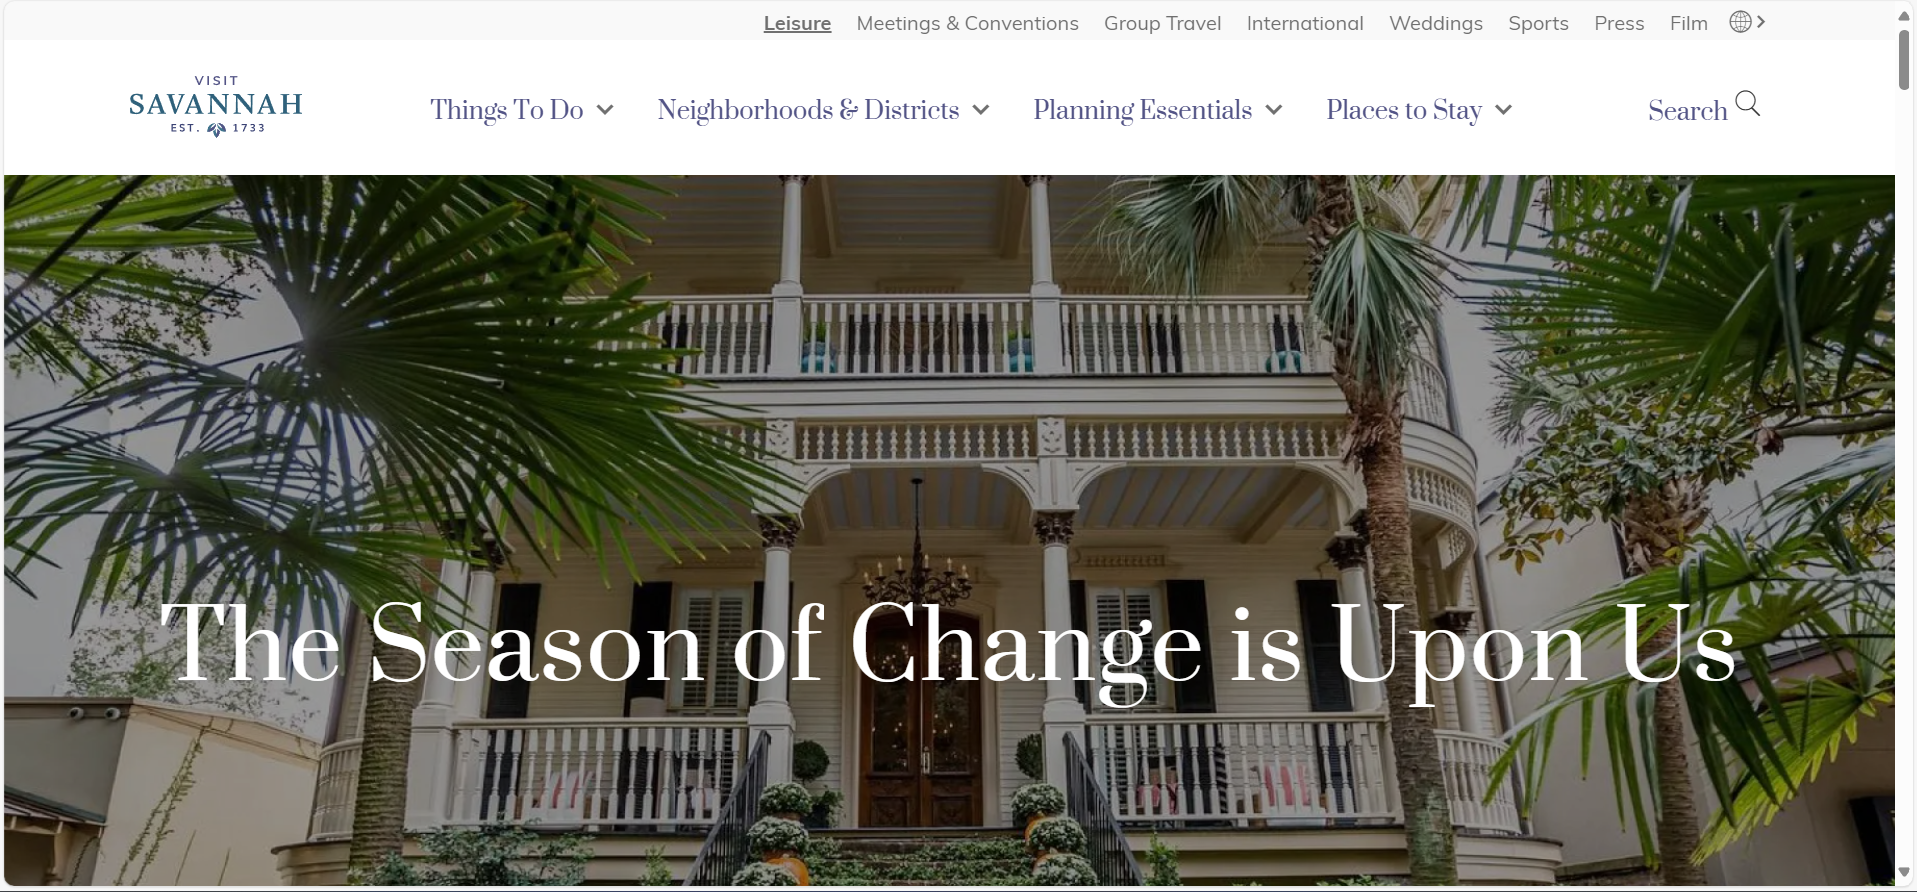 Leisure Meetings & Conventions Group Travel International Weddings Sports Press Film
VISIT
SAVANNAH
EST. 1733
Things To Do Neighborhoods & Districts Planning Essentials Places to Stay Search
The Season of Change is Upon Us